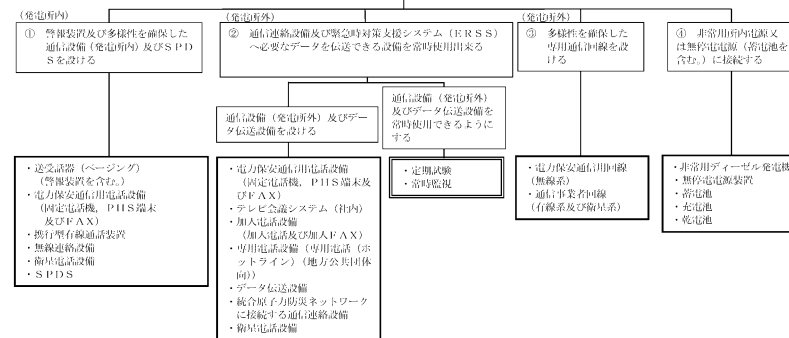 (発電所内)
① 警報装置及び多様性を確保した
通信設備(発電所内)及びSPD
Sを設ける
(発電所外)
② 通信連絡設備及び緊急時対策支援システム(ERSS)
へ必要なデータを伝送できる設備を常時使用出来る
(発電所外)
③ 多様性を確保した
専用通信回線を設
ける
④ 非常用所内電源又
は無停電電源(蓄電池を
含む。)に接続する
通信設備(発電所外)及びデー
タ伝送設備を設ける
通信設備(発電所外)
及びデータ伝送設備を
常時使用できるように
する
・送受話器(ページング)
(警報装置を含む。)
・電力保安通信用電話設備
(固定電話機,PHS端末
及びFAX)
・携行型有線通話装置
・無線連絡設備
・衛星電話設備
・SPDS
・電力保安通信用電話設備
(固定電話機,PHS端末及
びFAX)
・テレビ会議システム(社内)
・加入電話設備
(加入電話及び加入FAX)
・専用電話設備(専用電話(ホ
ットライン)(地方公共団体
向))
・データ伝送設備
・統合原子力防災ネットワーク
に接続する通信連絡設備
・衛星電話設備
・定期試験
・常時監視
・電力保安通信用回線
(無線系)
・通信事業者回線
(有線系及び衛星系)
・非常用ディーゼル発電機
・無停電電源装置
・蓄電池
・充電池
・乾電池